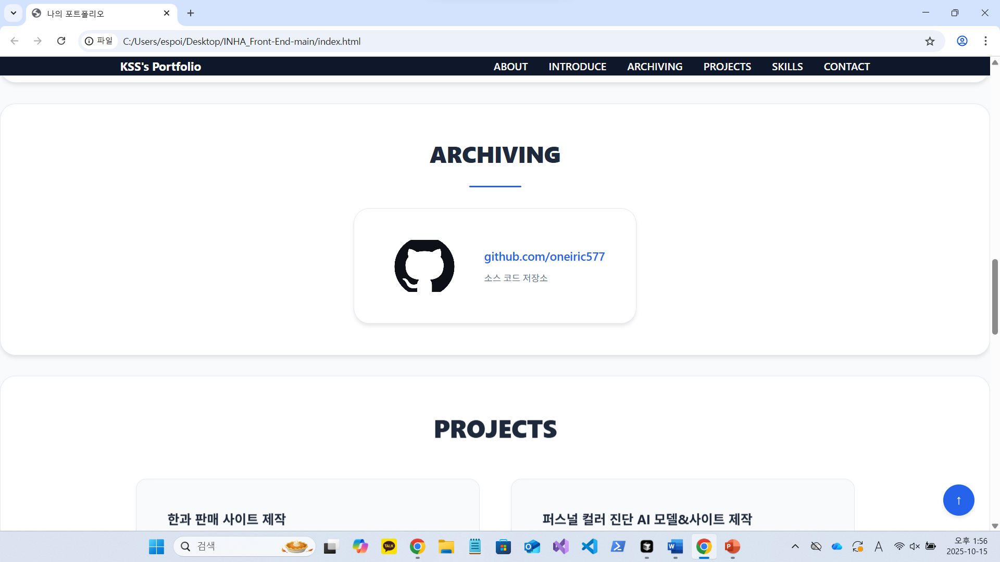 나의 포트폴리오
파일
C:/Users/espoi/Desktop/INHA_Front-End-main/index.html
KSS's Portfolio
ABOUT
INTRODUCE
ARCHIVING
PROJECTS
SKILLS
CONTACT
ARCHIVING
github.com/oneiric577
소스 코드 저장소
PROJECTS
한과 판매 사이트 제작
퍼스널 컬러 진단 AI 모델&사이트 제작
↑
검색
TALK
A
오후 1:56
2025-10-15